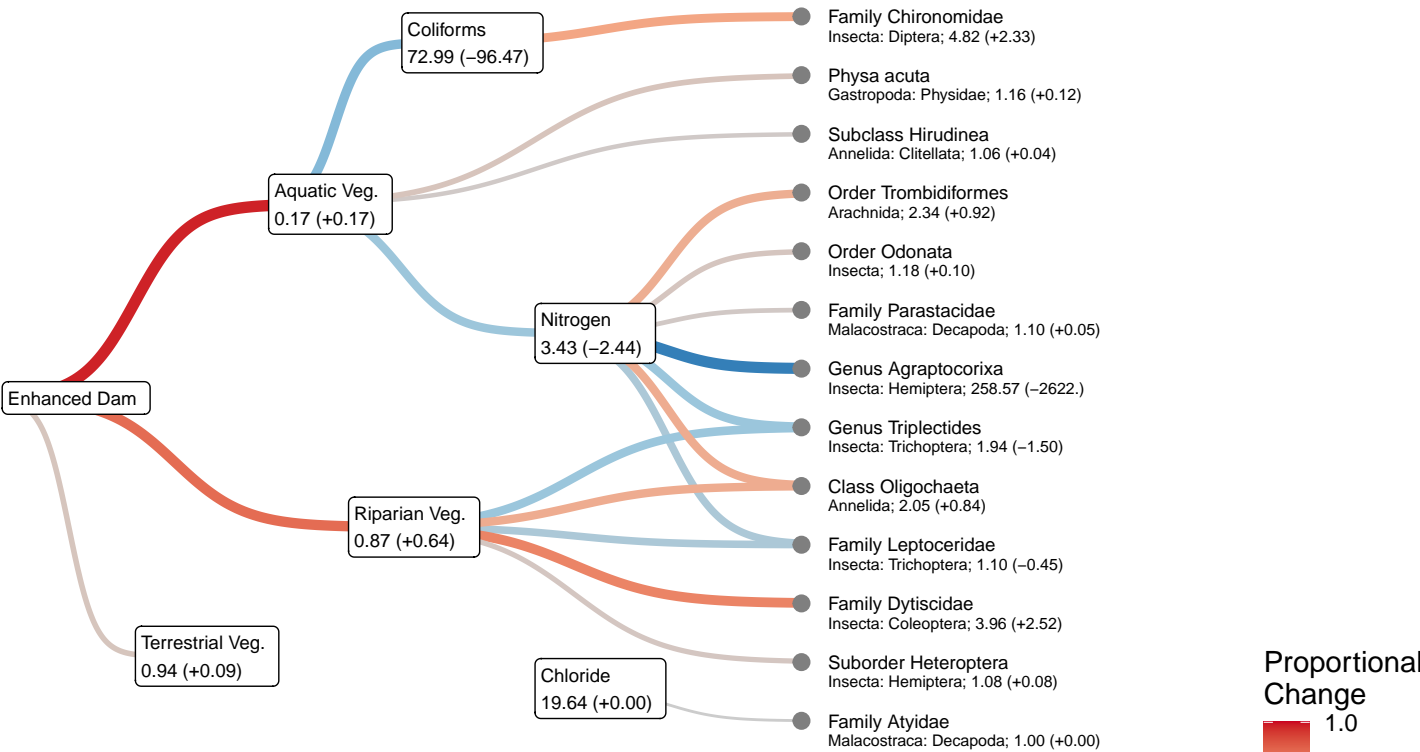 Coliforms
72.99 (−96.47)
Family Chironomidae
Insecta: Diptera; 4.82 (+2.33)
Physa acuta
Gastropoda: Physidae; 1.16 (+0.12)
Subclass Hirudinea
Annelida: Clitellata; 1.06 (+0.04)
Aquatic Veg.
0.17 (+0.17)
Order Trombidiformes
Arachnida; 2.34 (+0.92)
Order Odonata
Insecta; 1.18 (+0.10)
Nitrogen
3.43 (−2.44)
Family Parastacidae
Malacostraca: Decapoda; 1.10 (+0.05)
Genus Agraptocorixa
Insecta: Hemiptera; 258.57 (−2622.)
Enhanced Dam
Genus Triplectides
Insecta: Trichoptera; 1.94 (−1.50)
Class Oligochaeta
Annelida; 2.05 (+0.84)
Riparian Veg.
0.87 (+0.64)
Family Leptoceridae
Insecta: Trichoptera; 1.10 (−0.45)
Family Dytiscidae
Insecta: Coleoptera; 3.96 (+2.52)
Terrestrial Veg.
0.94 (+0.09)
Suborder Heteroptera
Insecta: Hemiptera; 1.08 (+0.08)
Chloride
19.64 (+0.00)
Family Atyidae
Malacostraca: Decapoda; 1.00 (+0.00)
Proportional
Change
1.0